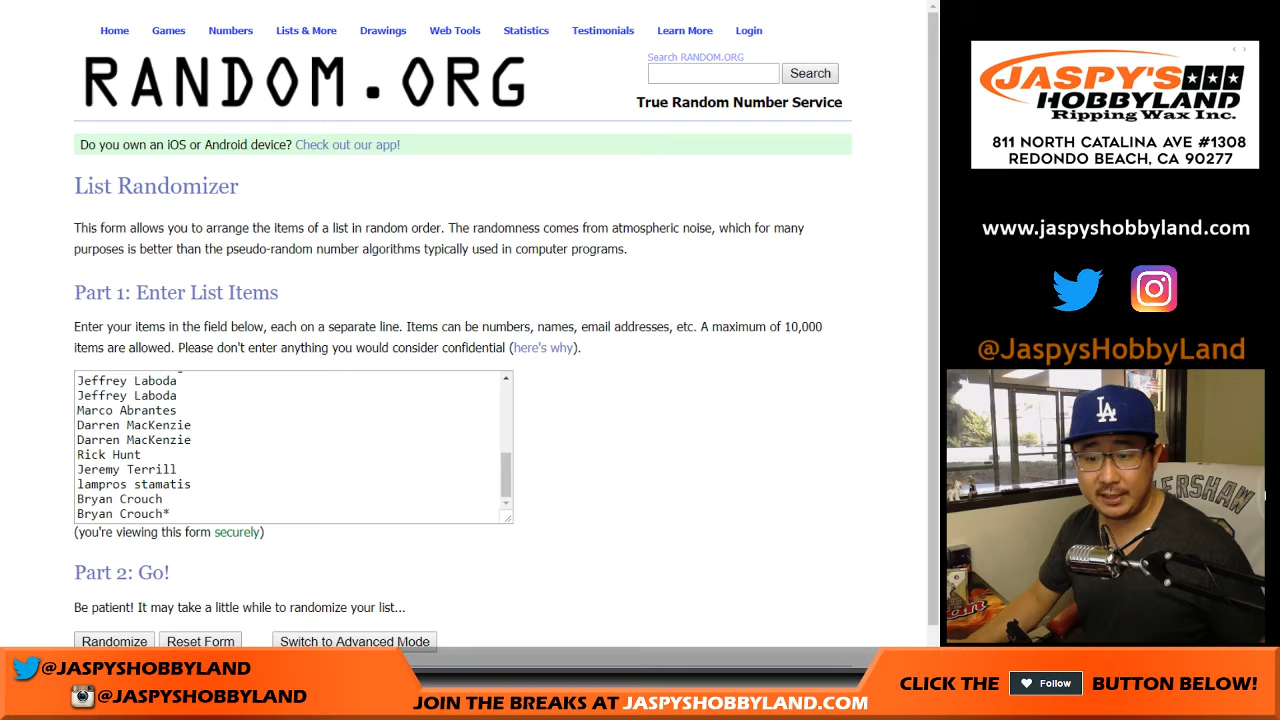 Home Games Numbers Lists & More Drawings Web Tools Statistics Testimonials Learn More Login
RANDOM.ORG
Search RANDOM.ORG
Search
True Random Number Service
Do you own an iOS or Android device? Check out our app!
List Randomizer
This form allows you to arrange the items of a list in random order. The randomness comes from atmospheric noise, which for many
purposes is better than the pseudo-random number algorithms typically used in computer programs.
Part 1: Enter List Items
Enter your items in the field below, each on a separate line. Items can be numbers, names, email addresses, etc. A maximum of 10,000
items are allowed. Please don't enter anything you would consider confidential (here's why).
Jeffrey Laboda
Jeffrey Laboda
Marco Abrantes
Darren MacKenzie
Darren MacKenzie
Rick Hunt
Jeremy Terrill
lampros stamatis
Bryan Crouch
Bryan Crouch*
(you're viewing this form securely)
Part 2: Go!
Be patient! It may take a little while to randomize your list...
Randomize Reset Form Switch to Advanced Mode
JASPY'S
HOBBYLAND
Ripping Wax Inc.
811 NORTH CATALINA AVE #1308
REDONDO BEACH, CA 90277
www.jaspyshobbyland.com
@JaspysHobbyLand
LA
ERSHAW
@JASPYSHOBBYLAND
@JASPYSHOBBYLAND
JOIN THE BREAKS AT JASPYSHOBBYLAND.COM
CLICK THE Follow BUTTON BELOW!